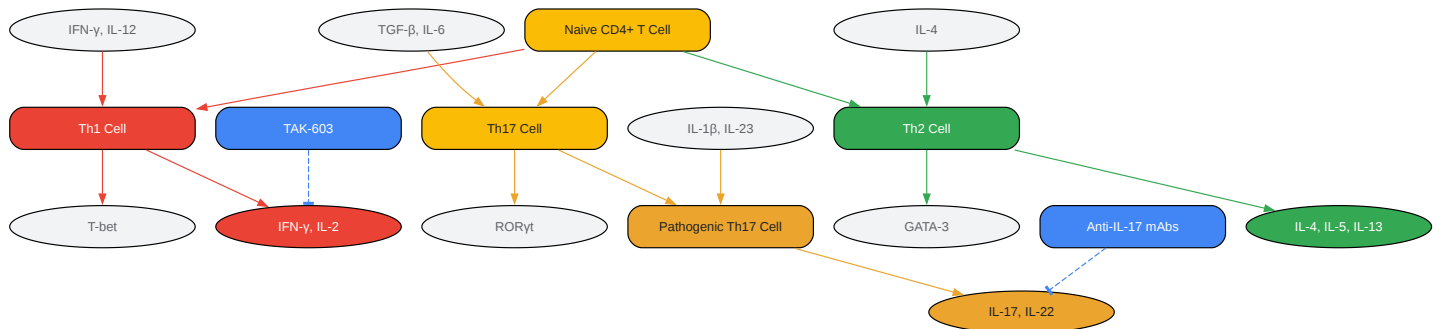 IFN-γ, IL-12
TGF-β, IL-6
Naive CD4+ T Cell
IL-4
Th1 Cell
TAK-603
Th17 Cell
IL-1β, IL-23
Th2 Cell
T-bet
IFN-γ, IL-2
RORγt
Pathogenic Th17 Cell
GATA-3
Anti-IL-17 mAbs
IL-4, IL-5, IL-13
IL-17, IL-22